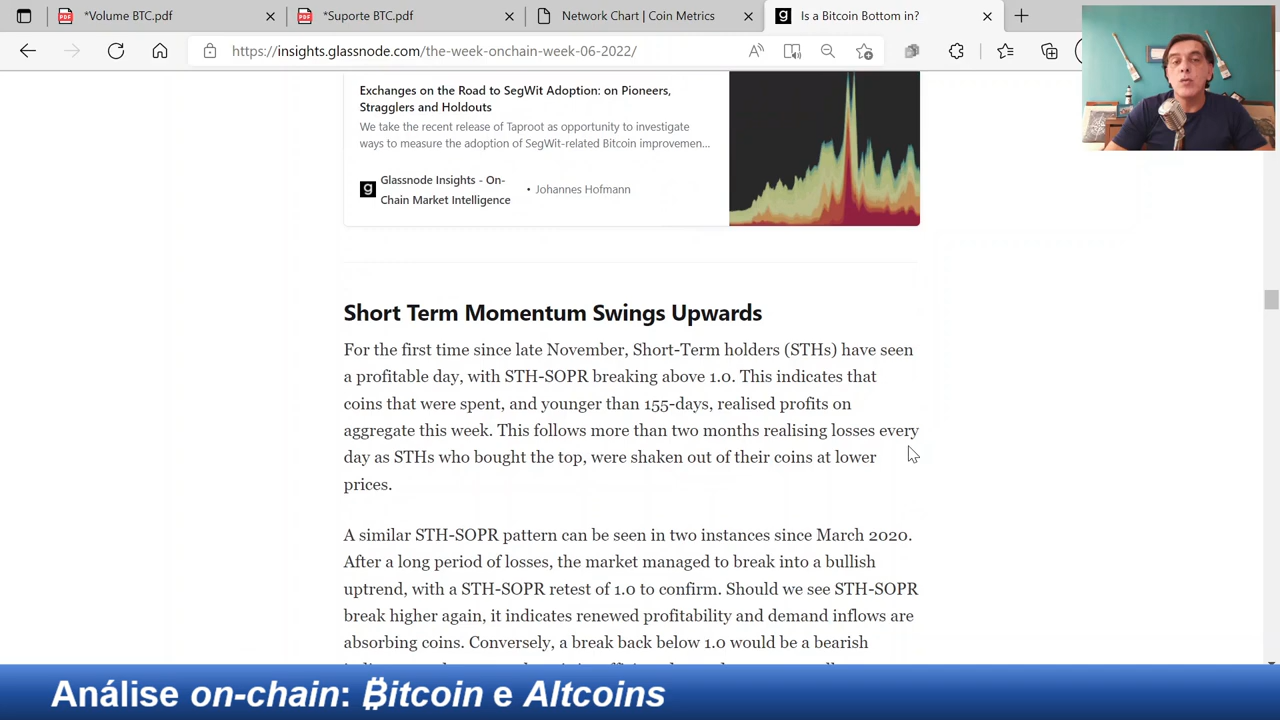 *Volume BTC.pdf
*Suporte BTC.pdf
Network Chart | Coin Metrics
Is a Bitcoin Bottom in?
https://insights.glassnode.com/the-week-onchain-week-06-2022/
Exchanges on the Road to SegWit Adoption: on Pioneers,
Stragglers and Holdouts
We take the recent release of Taproot as opportunity to investigate
ways to measure the adoption of SegWit-related Bitcoin improvemen...
Glassnode Insights - On-
Chain Market Intelligence
• Johannes Hofmann
Short Term Momentum Swings Upwards
For the first time since late November, Short-Term holders (STHs) have seen
a profitable day, with STH-SOPR breaking above 1.0. This indicates that
coins that were spent, and younger than 155-days, realised profits on
aggregate this week. This follows more than two months realising losses every
day as STHs who bought the top, were shaken out of their coins at lower
prices.
A similar STH-SOPR pattern can be seen in two instances since March 2020.
After a long period of losses, the market managed to break into a bullish
uptrend, with a STH-SOPR retest of 1.0 to confirm. Should we see STH-SOPR
break higher again, it indicates renewed profitability and demand inflows are
absorbing coins. Conversely, a break back below 1.0 would be a bearish
Análise on-chain: ₿itcoin e Altcoins